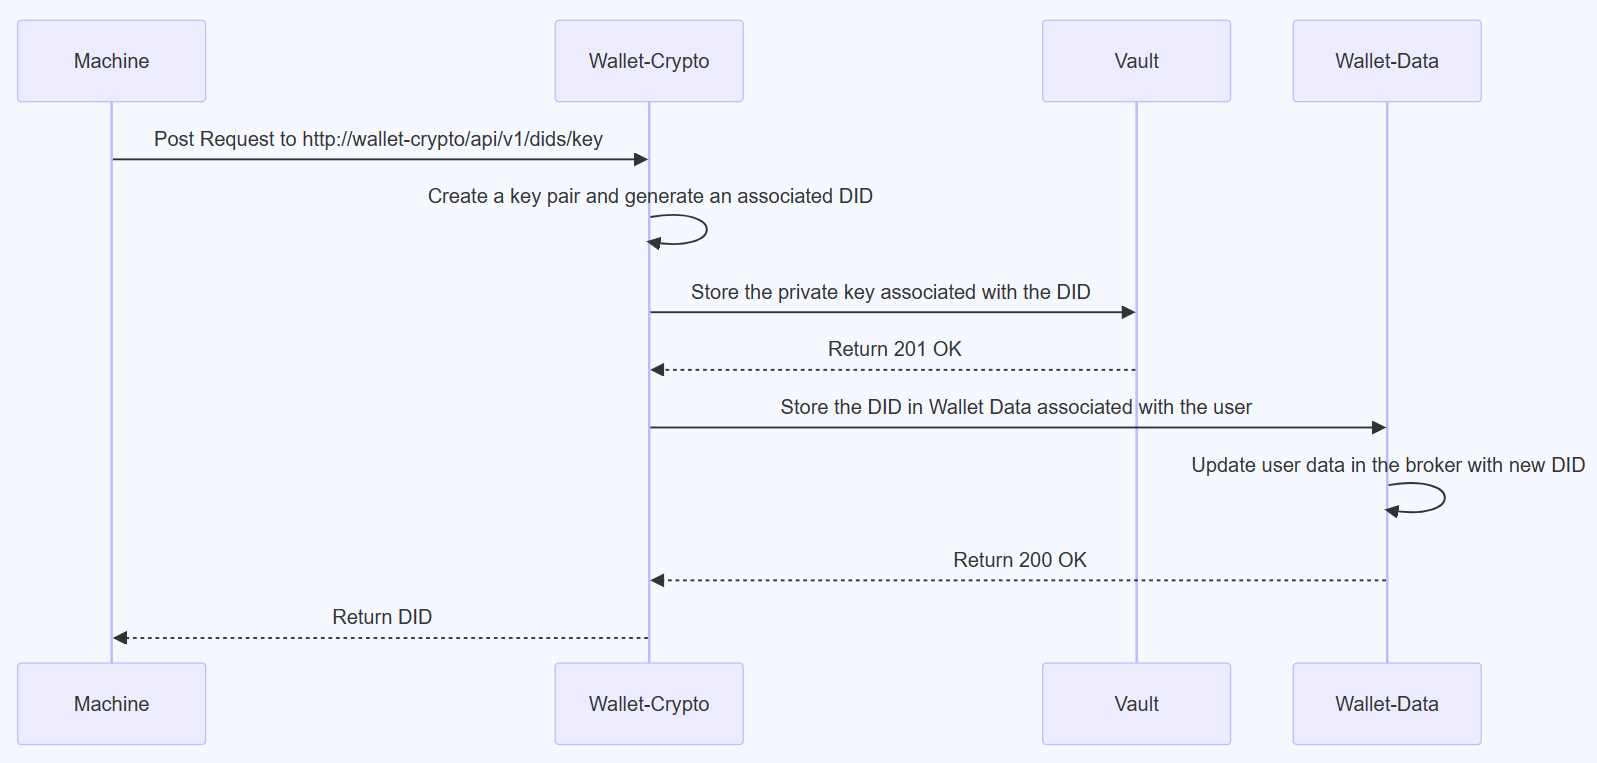 Machine
Wallet-Crypto
Vault
Wallet-Data
Post Request to http://wallet-crypto/api/v1/dids/key
Create a key pair and generate an associated DID
Store the private key associated with the DID
Return 201 OK
Store the DID in Wallet Data associated with the user
Update user data in the broker with new DID
Return 200 OK
Return DID
Machine
Wallet-Crypto
Vault
Wallet-Data